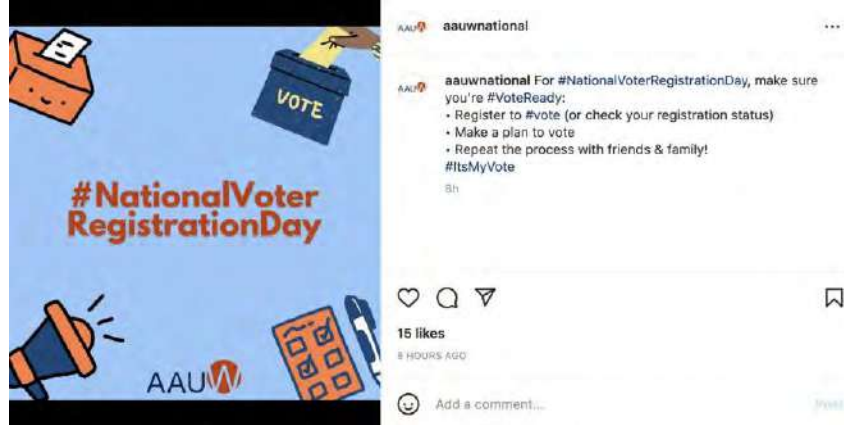 VOTE
#NationalVoter
RegistrationDay
AAUW
AAUW aauwnational
AAUW aauwnational For #NationalVoterRegistrationDay, make sure
you're #VoteReady:
• Register to #vote (or check your registration status)
• Make a plan to vote
• Repeat the process with friends & family!
#ItsMyVote
8h
15 likes
8 HOURS AGO
Add a comment...
Post